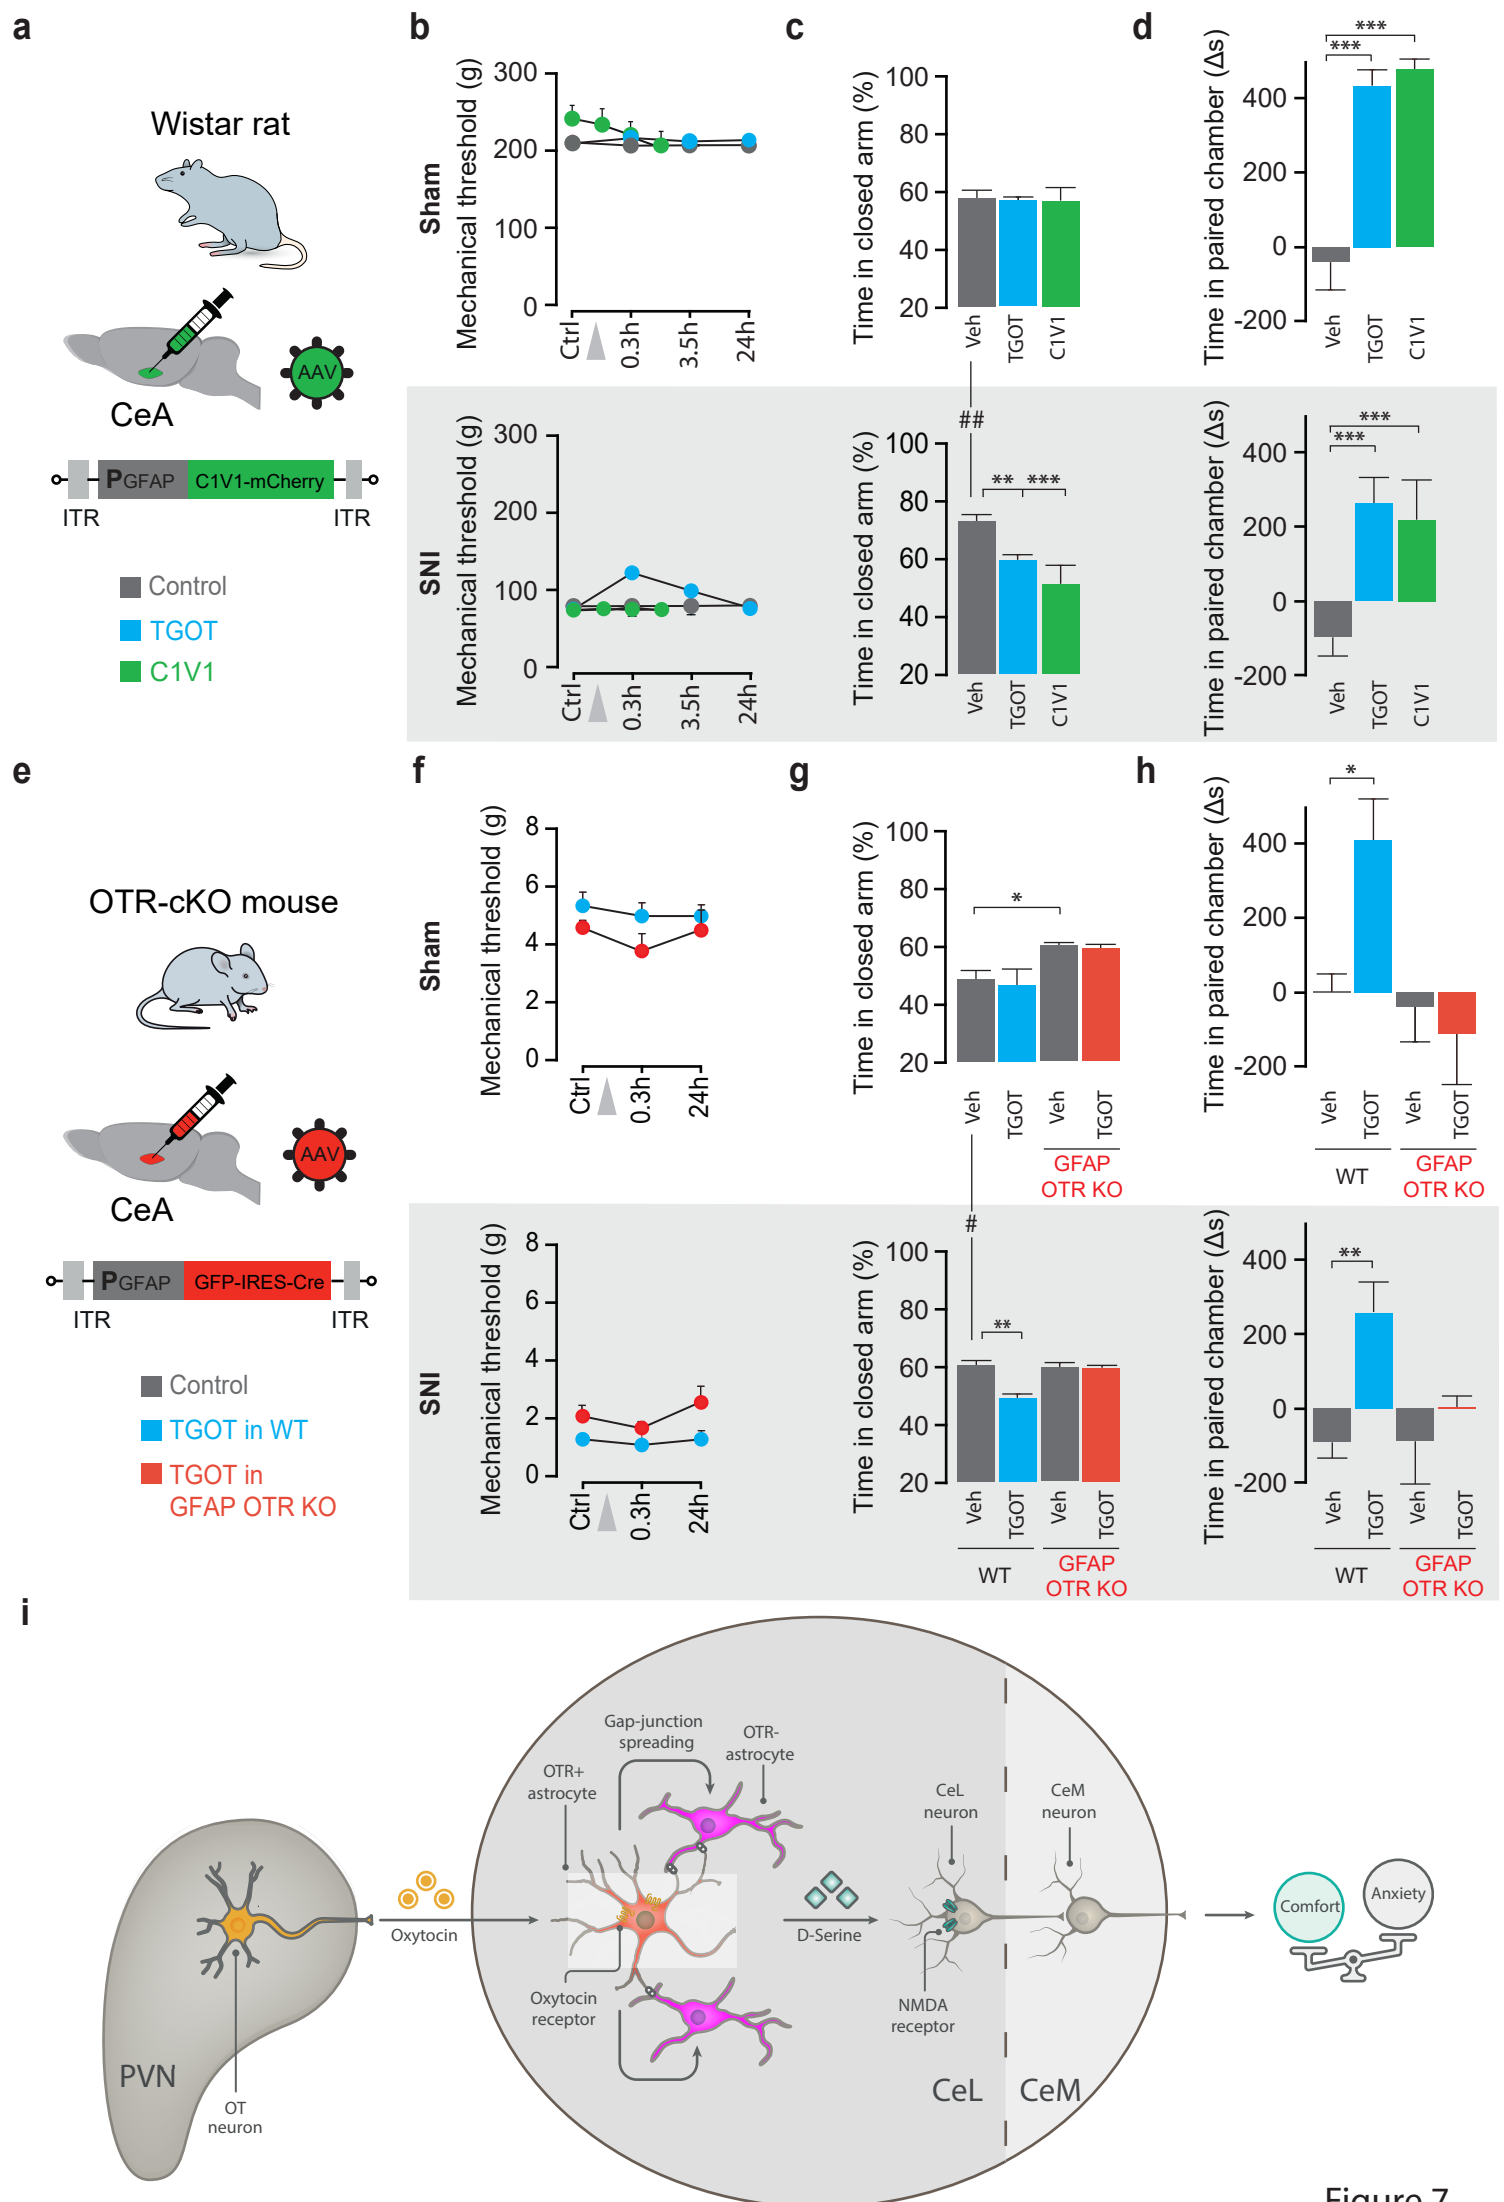 a
Wistar rat
AAV
CeA
PGFAP
C1V1-mCherry
ITR
ITR
Control
TGOT
C1V1
b
Sham
Mechanical threshold (g)
300
200
100
0
Ctrl
0.3h
3.5h
24h
SNI
Mechanical threshold (g)
300
200
100
0
Ctrl
0.3h
3.5h
24h
c
Time in closed arm (%)
100
80
60
40
20
Veh
TGOT
C1V1
##
Time in closed arm (%)
100
80
60
40
20
** ***
Veh
TGOT
C1V1
d
Time in paired chamber (Δs)
***
***
400
200
0
-200
Veh
TGOT
C1V1
Time in paired chamber (Δs)
***
***
400
200
0
-200
Veh
TGOT
C1V1
e
OTR-cKO mouse
AAV
CeA
PGFAP
GFP-IRES-Cre
ITR
ITR
Control
TGOT in WT
TGOT in
GFAP OTR KO
f
Sham
Mechanical threshold (g)
8
6
4
2
0
Ctrl
0.3h
24h
SNI
Mechanical threshold (g)
8
6
4
2
0
Ctrl
0.3h
24h
g
Time in closed arm (%)
100
80
60
40
20
*
Veh
TGOT
Veh
TGOT
GFAP
OTR KO
#
Time in closed arm (%)
100
80
60
40
20
**
Veh
TGOT
Veh
TGOT
WT
GFAP
OTR KO
h
Time in paired chamber (Δs)
*
400
200
0
-200
Veh
TGOT
Veh
TGOT
WT
GFAP
OTR KO
Time in paired chamber (Δs)
**
400
200
0
-200
Veh
TGOT
Veh
TGOT
WT
GFAP
OTR KO
i
PVN
OT
neuron
Oxytocin
OTR+
astrocyte
Gap-junction
spreading
OTR-
astrocyte
Oxytocin
receptor
D-Serine
CeL
neuron
CeM
neuron
NMDA
receptor
CeL
CeM
Comfort
Anxiety
Figure 7